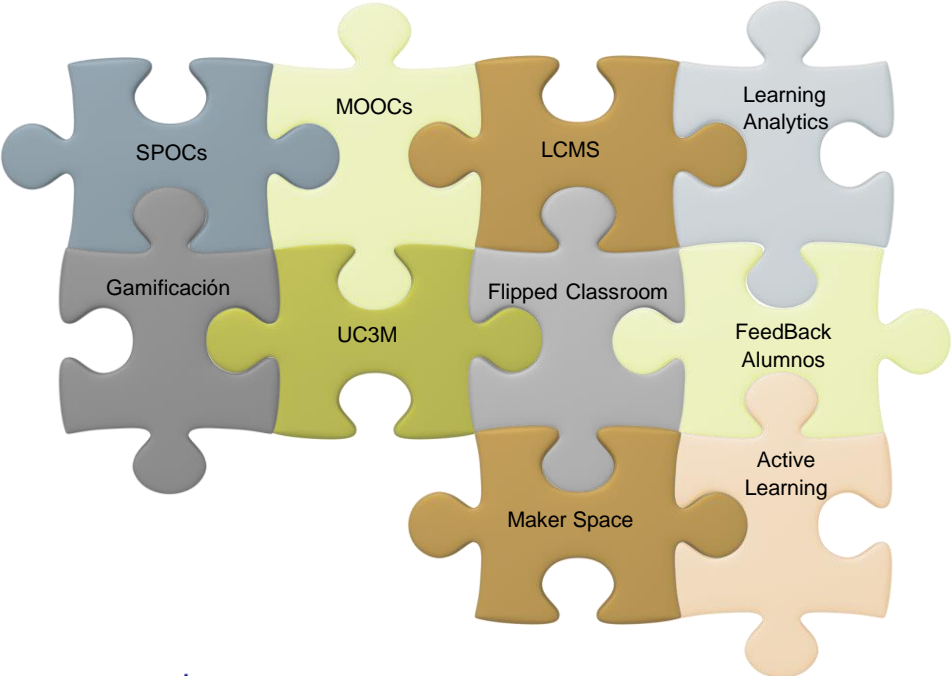 SPOCs
MOOCs
LCMS
Learning
Analytics
Gamificación
UC3M
Flipped Classroom
FeedBack
Alumnos
Maker Space
Active
Learning